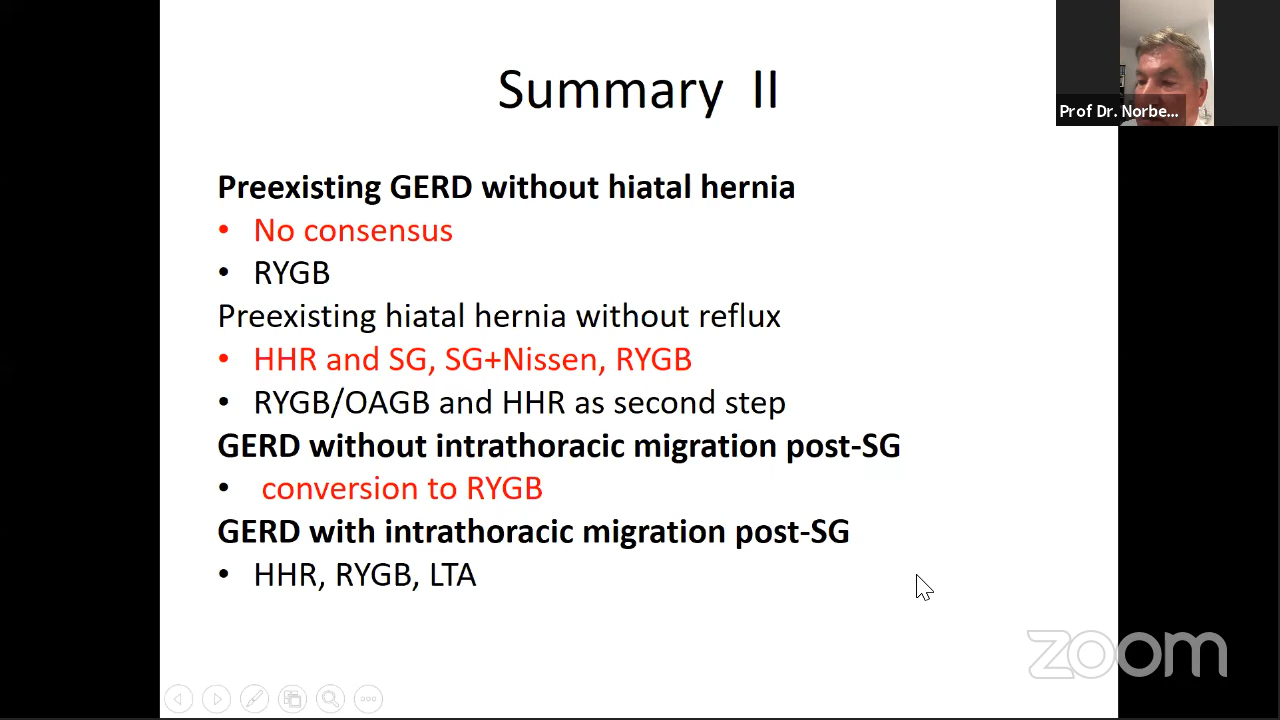 Summary II
Prof Dr. Norbe...
Preexisting GERD without hiatal hernia
• No consensus
• RYGB
Preexisting hiatal hernia without reflux
• HHR and SG, SG+Nissen, RYGB
• RYGB/OAGB and HHR as second step
GERD without intrathoracic migration post-SG
• conversion to RYGB
GERD with intrathoracic migration post-SG
• HHR, RYGB, LTA
zoom